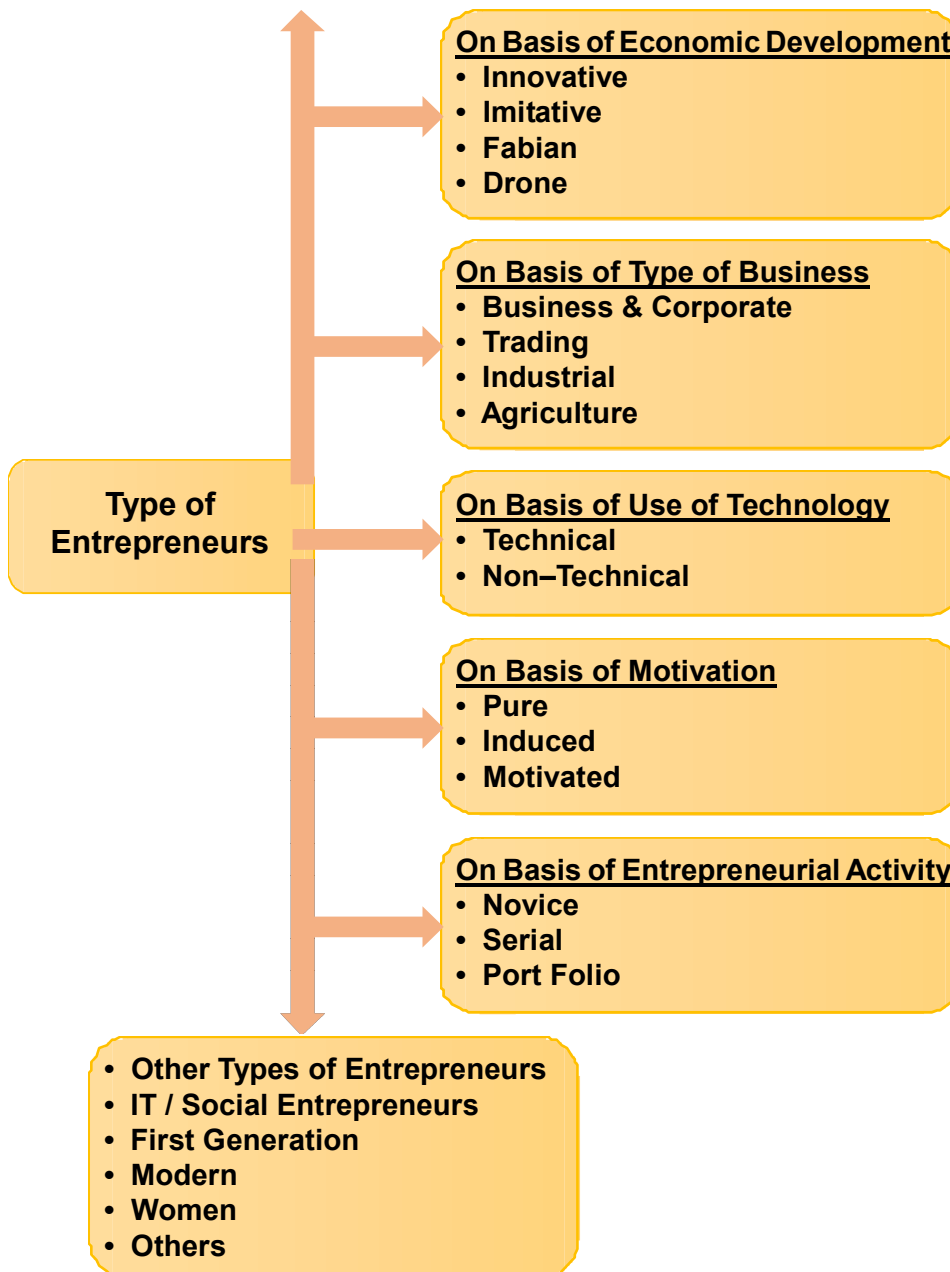 On Basis of Economic Development
• Innovative
• Imitative
• Fabian
• Drone
On Basis of Type of Business
• Business & Corporate
• Trading
• Industrial
• Agriculture
Type of
Entrepreneurs
On Basis of Use of Technology
• Technical
• Non–Technical
On Basis of Motivation
• Pure
• Induced
• Motivated
On Basis of Entrepreneurial Activity
• Novice
• Serial
• Port Folio
• Other Types of Entrepreneurs
• IT / Social Entrepreneurs
• First Generation
• Modern
• Women
• Others